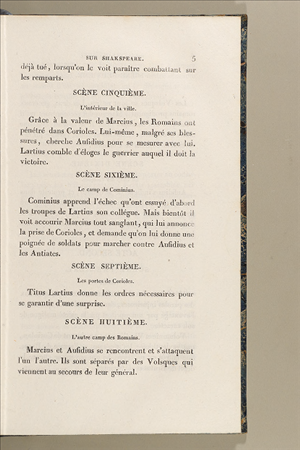 SUR SHAKSPEARE. 5
déjà tué, lorsqu'on le voit paraître combattant sur
les remparts.
SCÈNE CINQUIÈME.
L'intérieur de la ville.
Grâce à la valeur de Marcius, les Romains ont
pénétré dans Corioles. Lui-même, malgré ses bles-
sures, cherche Aufidius pour se mesurer avec lui.
Lartius comble d'éloges le guerrier auquel il doit la
victoire.
SCÈNE SIXIÈME.
Le camp de Cominius.
Cominius apprend l'échec qu'ont essuyé d'abord
les troupes de Lartius son collégue. Mais bientôt il
voit accourir Marcius tout sanglant, qui lui annonce
la prise de Corioles, et demande qu'on lui donne une
poignée de soldats pour marcher contre Aufidius et
les Antiates.
SCÈNE SEPTIÈME.
Les portes de Corioles.
Titus Lartius donne les ordres nécessaires pour
se garantir d'une surprise.
SCÈNE HUITIÈME.
L'autre camp des Romains.
Marcius et Aufidius se rencontrent et s'attaquent
l'un l'autre. Ils sont séparés par des Volsques qui
viennent au secours de leur général.